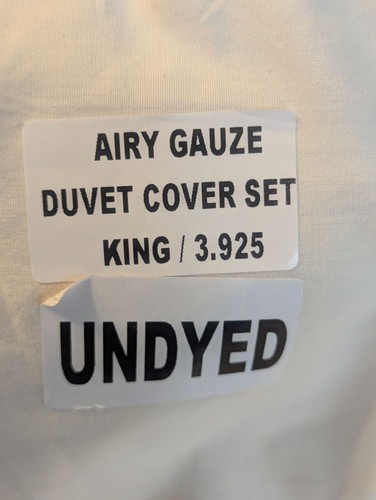 AIRY GAUZE
DUVET COVER SET
KING / 3.925
UNDYED